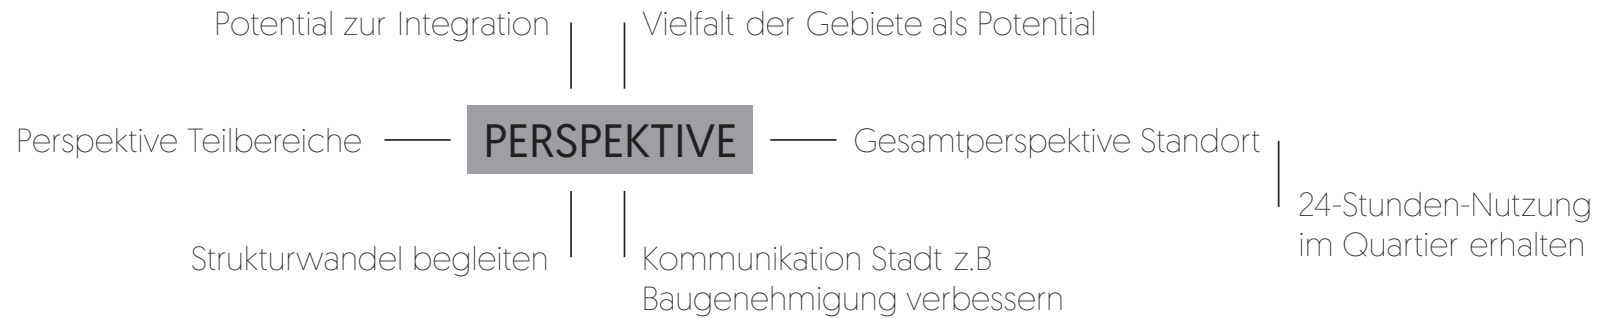 Potential zur Integration
Vielfalt der Gebiete als Potential
Perspektive Teilbereiche
PERSPEKTIVE
Gesamtperspektive Standort
24-Stunden-Nutzung
im Quartier erhalten
Strukturwandel begleiten
Kommunikation Stadt z.B
Baugenehmigung verbessern